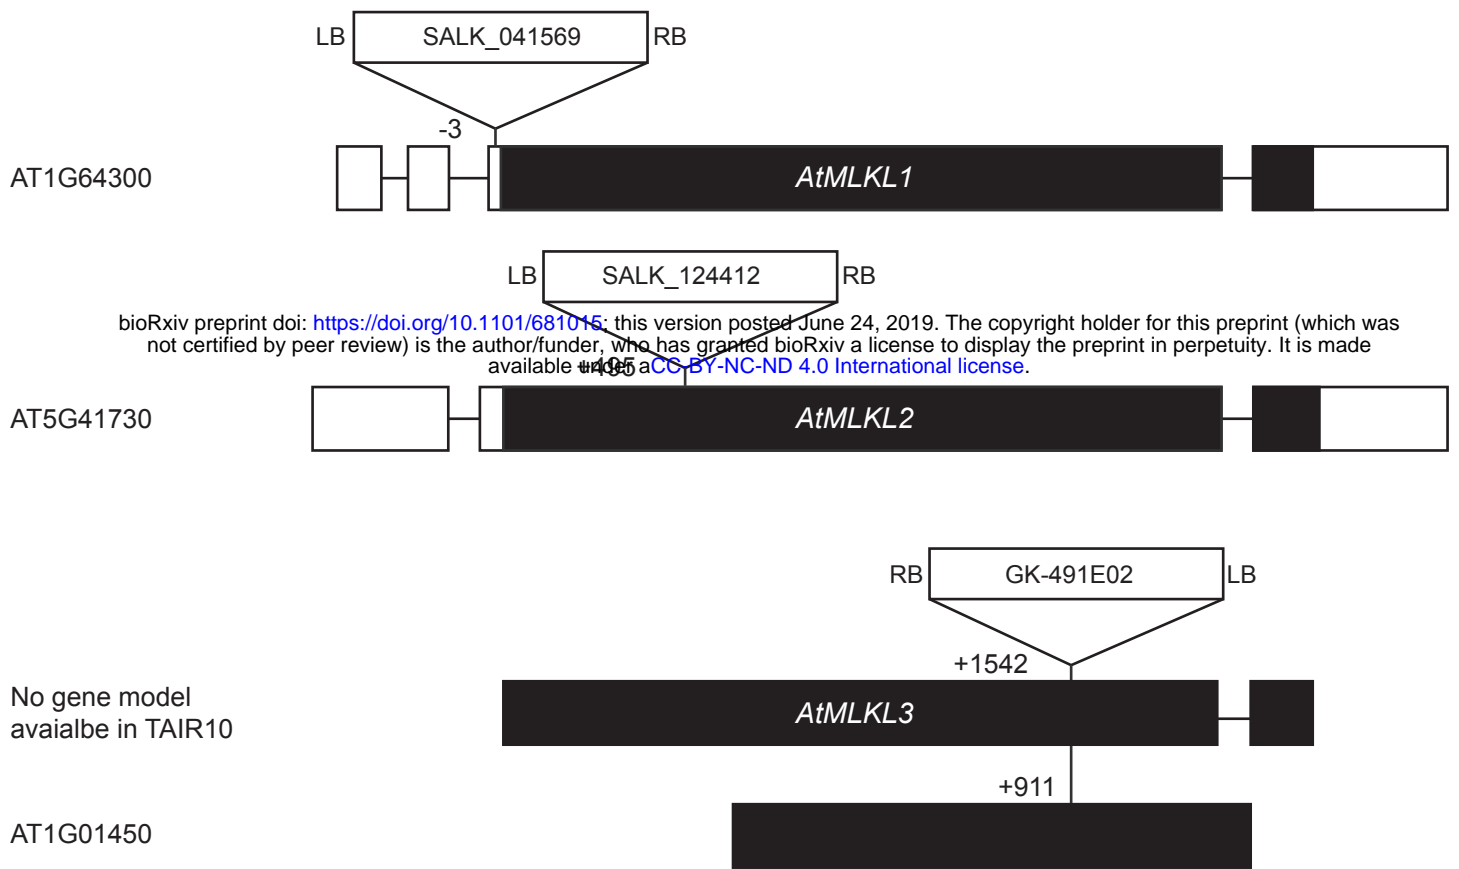 LB SALK_041569 RB
-3
AT1G64300 AtMLKL1
LB SALK_124412 RB
bioRxiv preprint doi: https://doi.org/10.1101/681015; this version posted June 24, 2019. The copyright holder for this preprint (which was
not certified by peer review) is the author/funder, who has granted bioRxiv a license to display the preprint in perpetuity. It is made
available under aCC-BY-NC-ND 4.0 International license.
+495
AT5G41730 AtMLKL2
RB GK-491E02 LB
+1542
No gene model
avaialbe in TAIR10
AtMLKL3
+911
AT1G01450